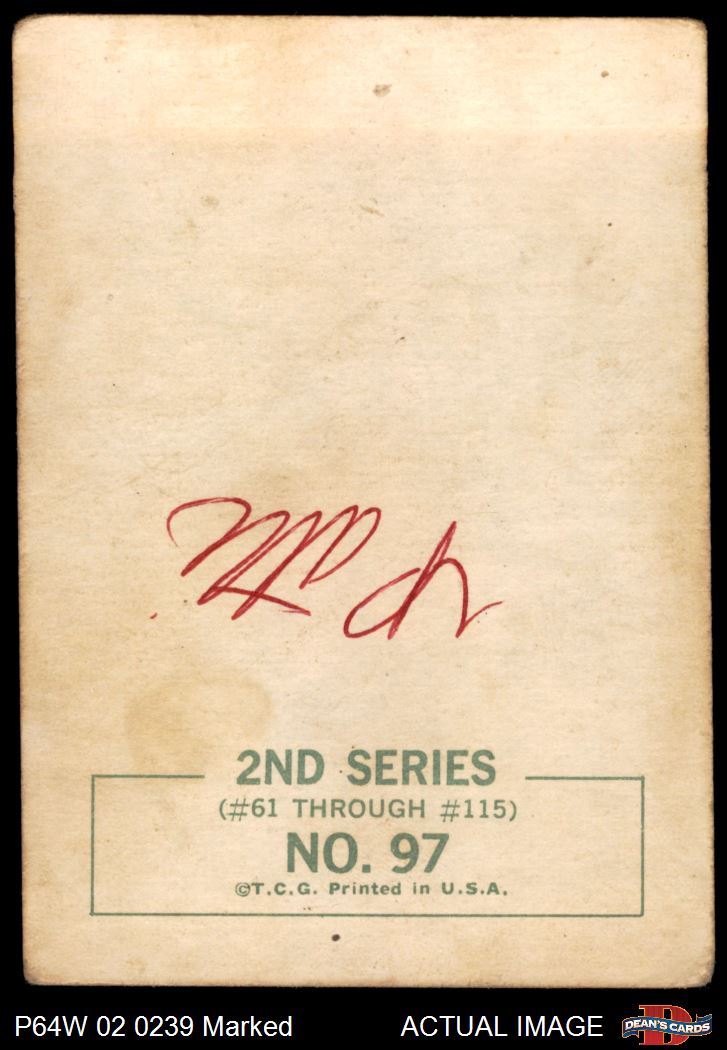 2ND SERIES
(#61 THROUGH #115)
NO. 97
©T.C.G. Printed in U.S.A.
P64W 02 0239 Marked ACTUAL IMAGE DEAN'S CARDS